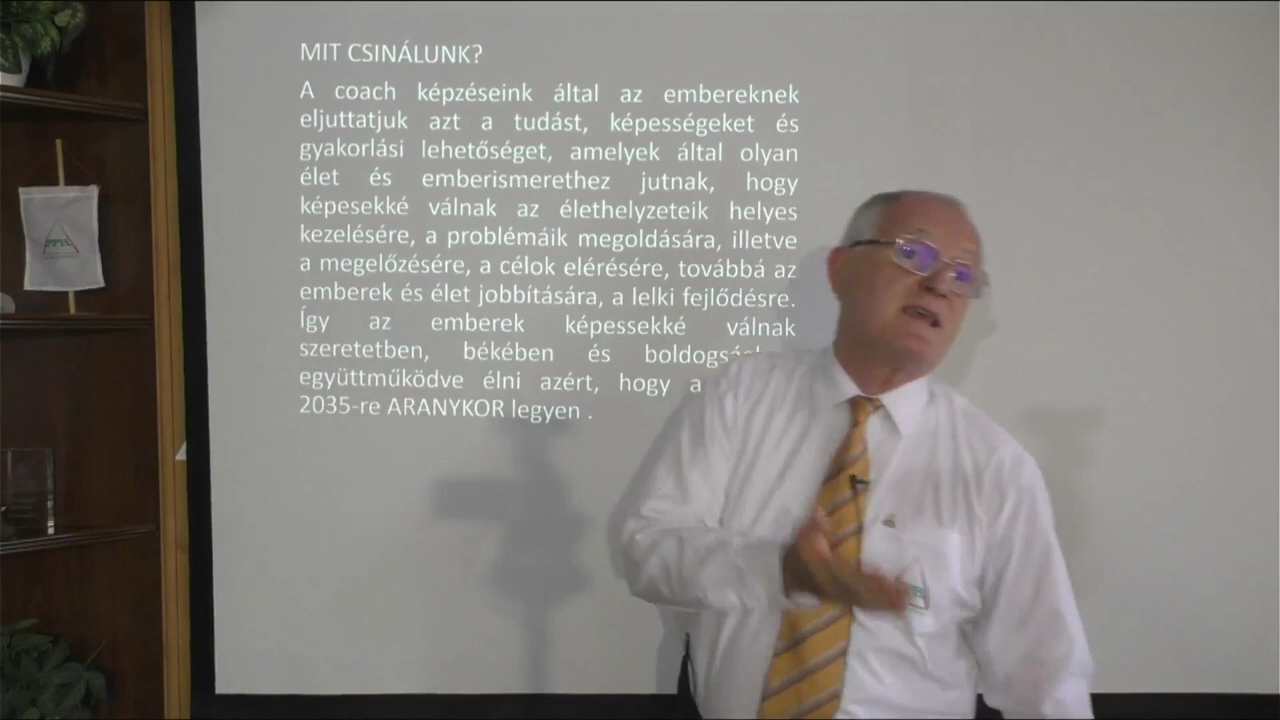 MIT CSINÁLUNK?
A coach képzéseink által az embereknek
eljuttatjuk azt a tudást, képességeket és
gyakorlási lehetőséget, amelyek által olyan
élet és emberismerethez jutnak, hogy
képesekké válnak az élethelyzeteik helyes
kezelésére, a problémáik megoldására, illetve
a megelőzésére, a célok elérésére, továbbá az
emberek és élet jobbítására, a lelki fejlődésre.
Így az emberek képessekké válnak
szeretetben, békében és
együttműködve élni azért, hogy a
2035-re ARANYKOR legyen .